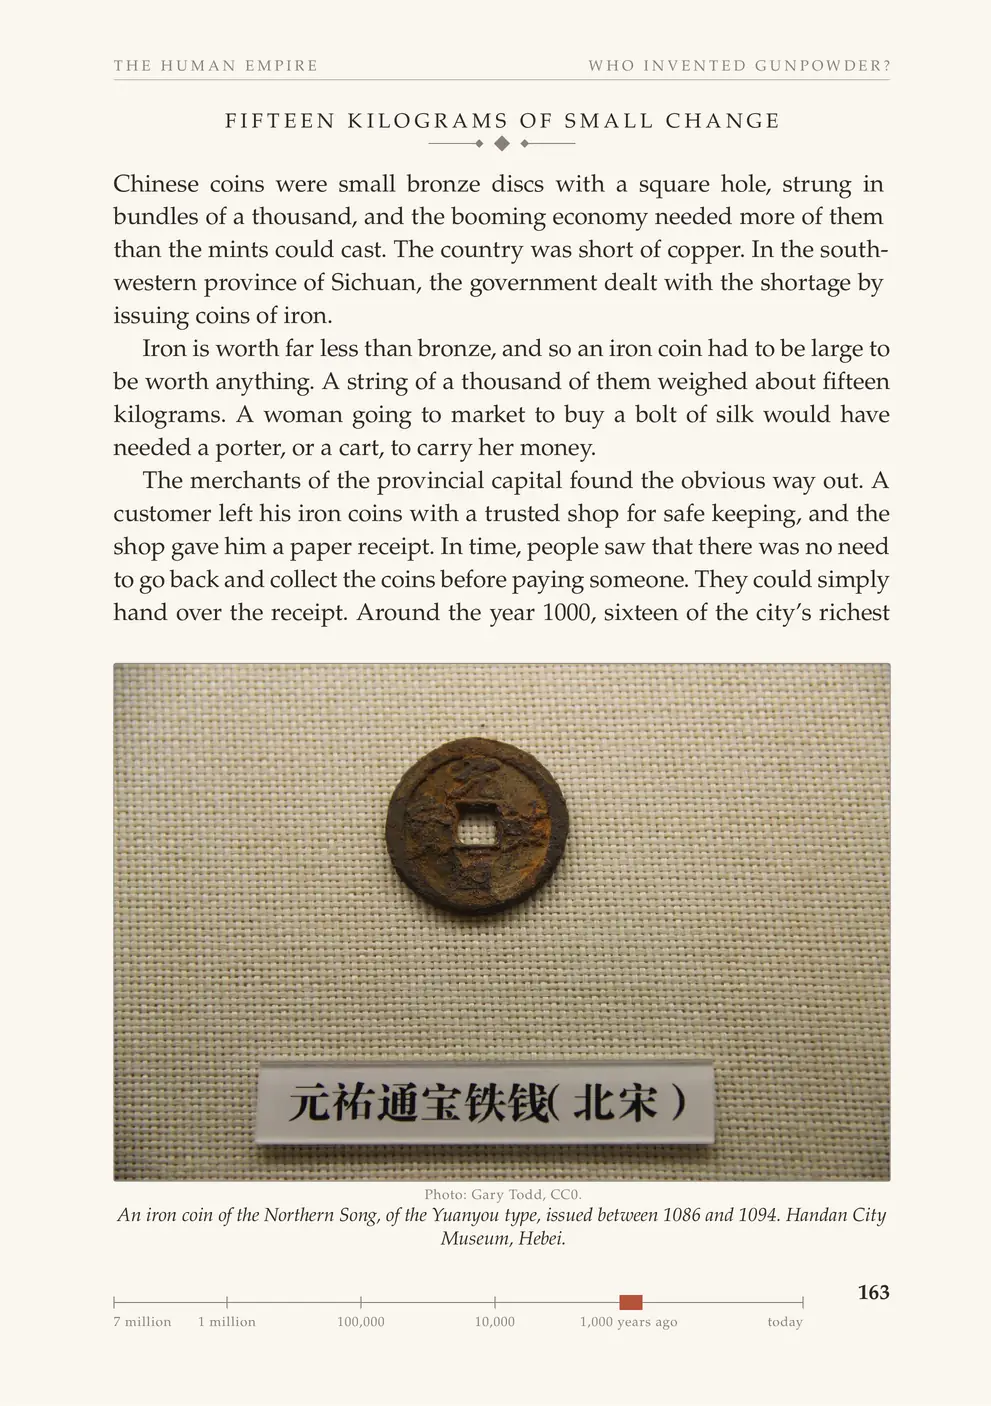 THE HUMAN EMPIRE
WHO INVENTED GUNPOWDER?
FIFTEEN KILOGRAMS OF SMALL CHANGE
Chinese coins were small bronze discs with a square hole, strung in
bundles of a thousand, and the booming economy needed more of them
than the mints could cast. The country was short of copper. In the south-
western province of Sichuan, the government dealt with the shortage by
issuing coins of iron.
Iron is worth far less than bronze, and so an iron coin had to be large to
be worth anything. A string of a thousand of them weighed about fifteen
kilograms. A woman going to market to buy a bolt of silk would have
needed a porter, or a cart, to carry her money.
The merchants of the provincial capital found the obvious way out. A
customer left his iron coins with a trusted shop for safe keeping, and the
shop gave him a paper receipt. In time, people saw that there was no need
to go back and collect the coins before paying someone. They could simply
hand over the receipt. Around the year 1000, sixteen of the city's richest
元祐通宝铁钱(北宋)
Photo: Gary Todd, CC0.
An iron coin of the Northern Song, of the Yuanyou type, issued between 1086 and 1094. Handan City
Museum, Hebei.
163
7 million 1 million 100,000 10,000 1,000 years ago today